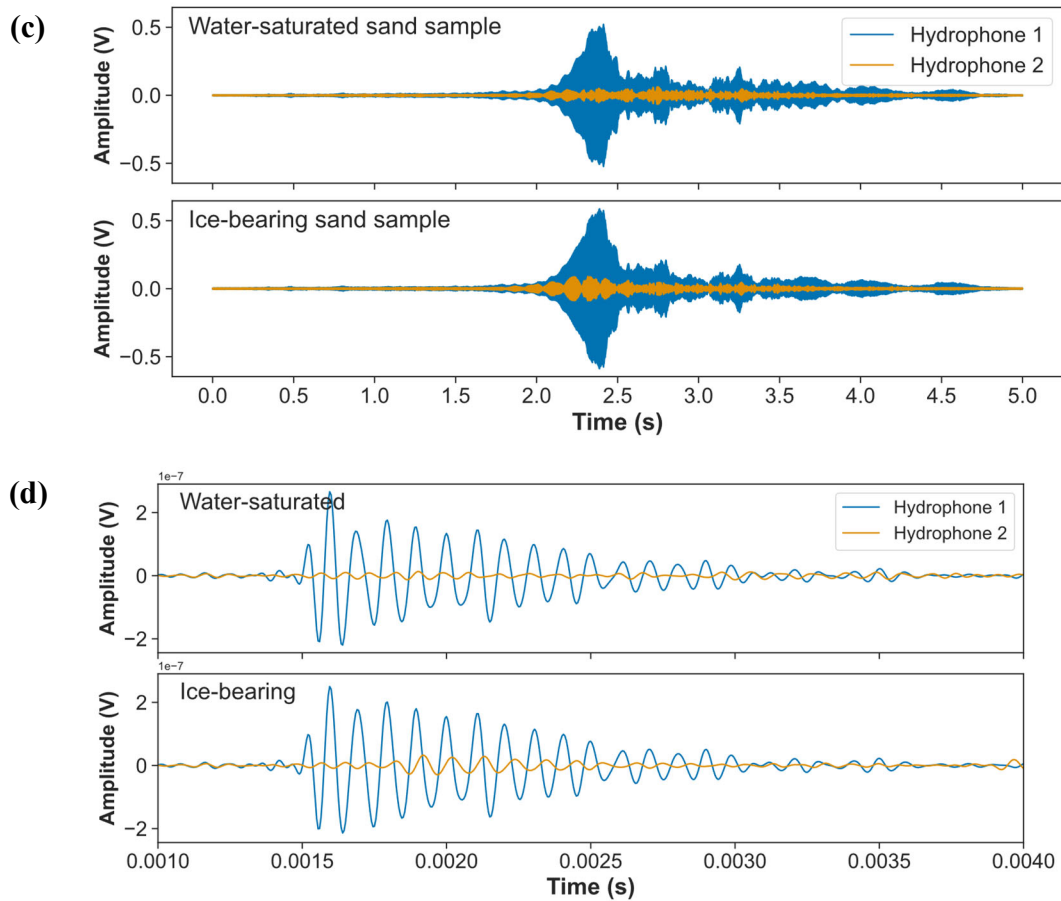 (c)
Water-saturated sand sample
Hydrophone 1
Hydrophone 2
Amplitude (V)
0.5
0.0
−0.5
Ice-bearing sand sample
Amplitude (V)
0.5
0.0
−0.5
0.0 0.5 1.0 1.5 2.0 2.5 3.0 3.5 4.0 4.5 5.0
Time (s)
(d)
1e-7
Water-saturated
Hydrophone 1
Hydrophone 2
Amplitude (V)
2
0
−2
1e-7
Ice-bearing
Amplitude (V)
2
0
−2
0.0010 0.0015 0.0020 0.0025 0.0030 0.0035 0.0040
Time (s)